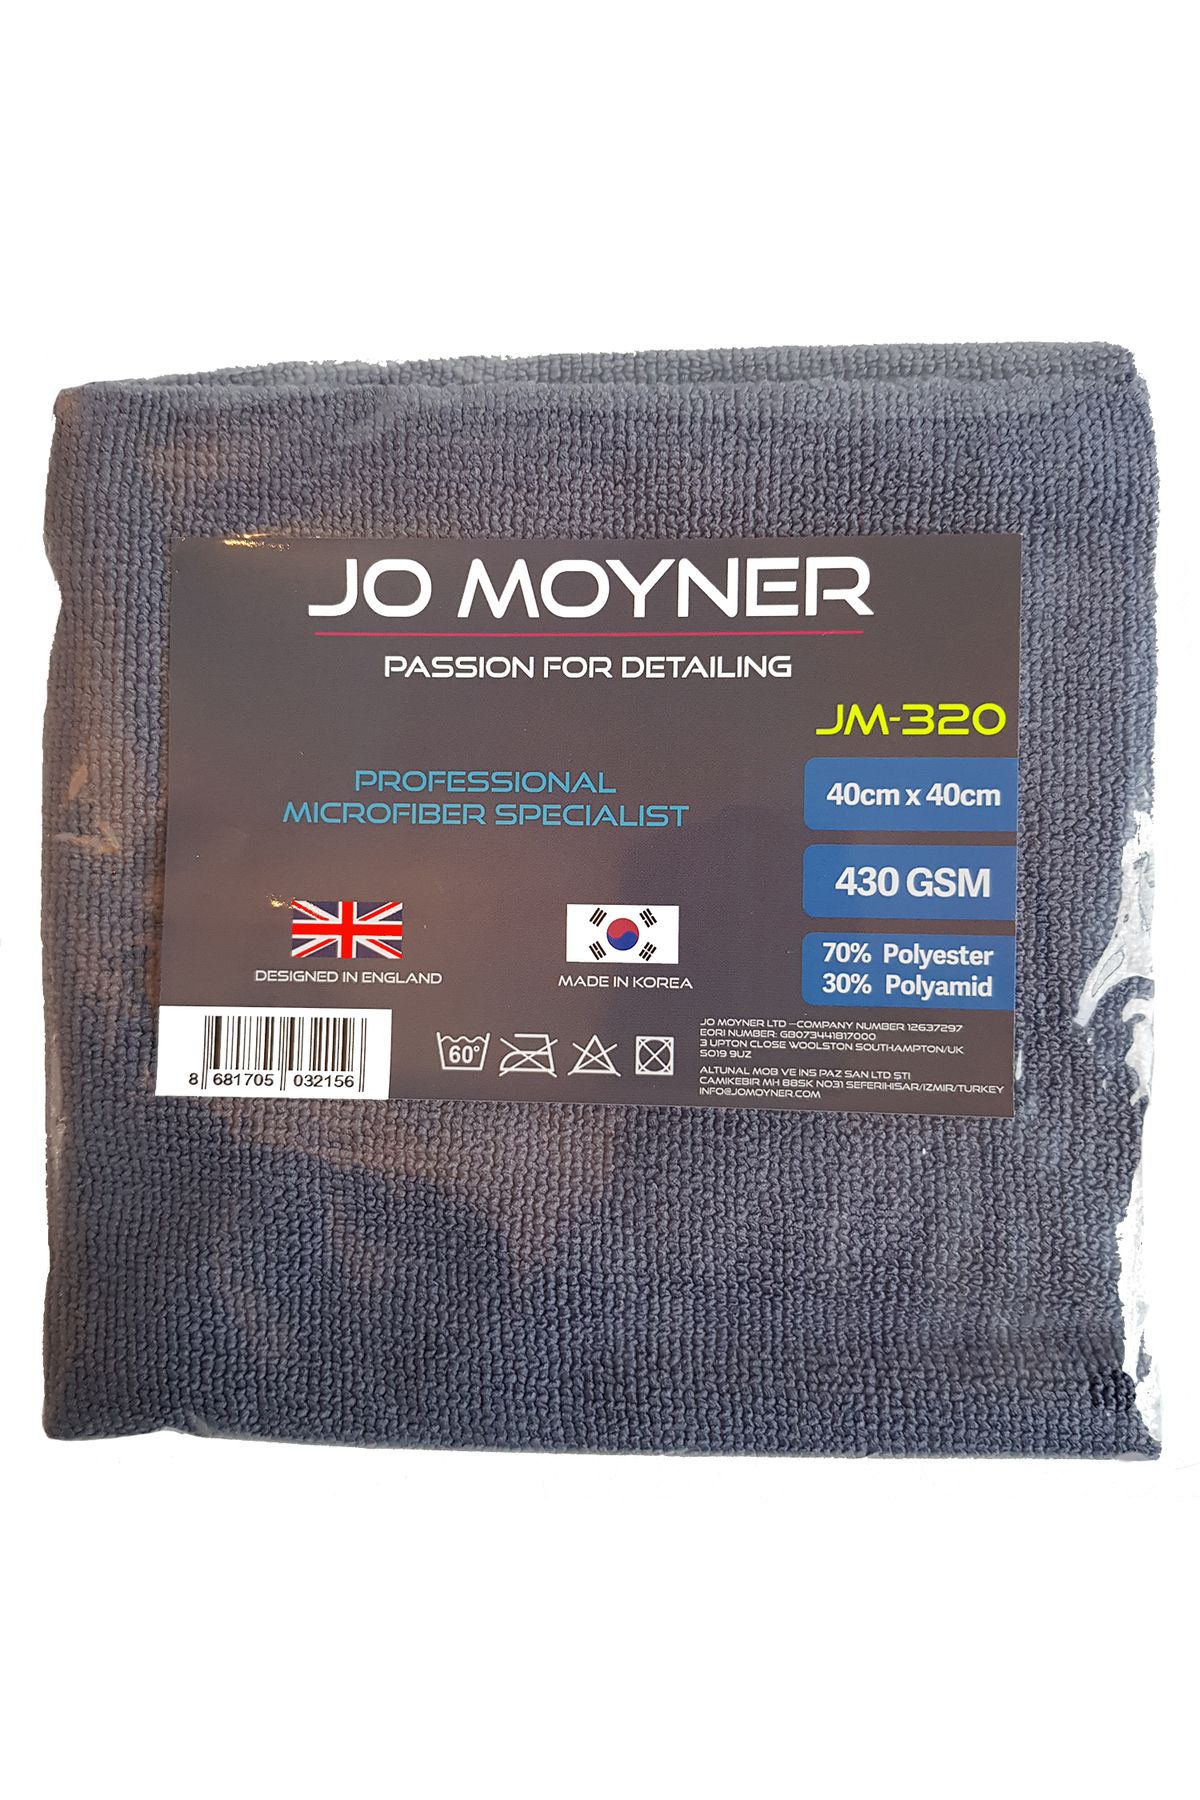 JO MOYNER
PASSION FOR DETAILING
JM-320
PROFESSIONAL
MICROFIBER SPECIALIST
40cm x 40cm
430 GSM
70% Polyester
30% Polyamid
DESIGNED IN ENGLAND
MADE IN KOREA
8 681705 032156
60°
JO MOYNER LTD -COMPANY NUMBER 12637297
EORI NUMBER: GB073441817000
3 UPTON CLOSE WOOLSTON SOUTHAMPTON/UK
SO19 9UZ
ALTUNAL MOB VE INS PAZ SAN LTD STI
CAMIKEBIR MH 885K NO31 SEFERIHISAR/IZMIR/TURKEY
INFO@JOMOYNER.COM